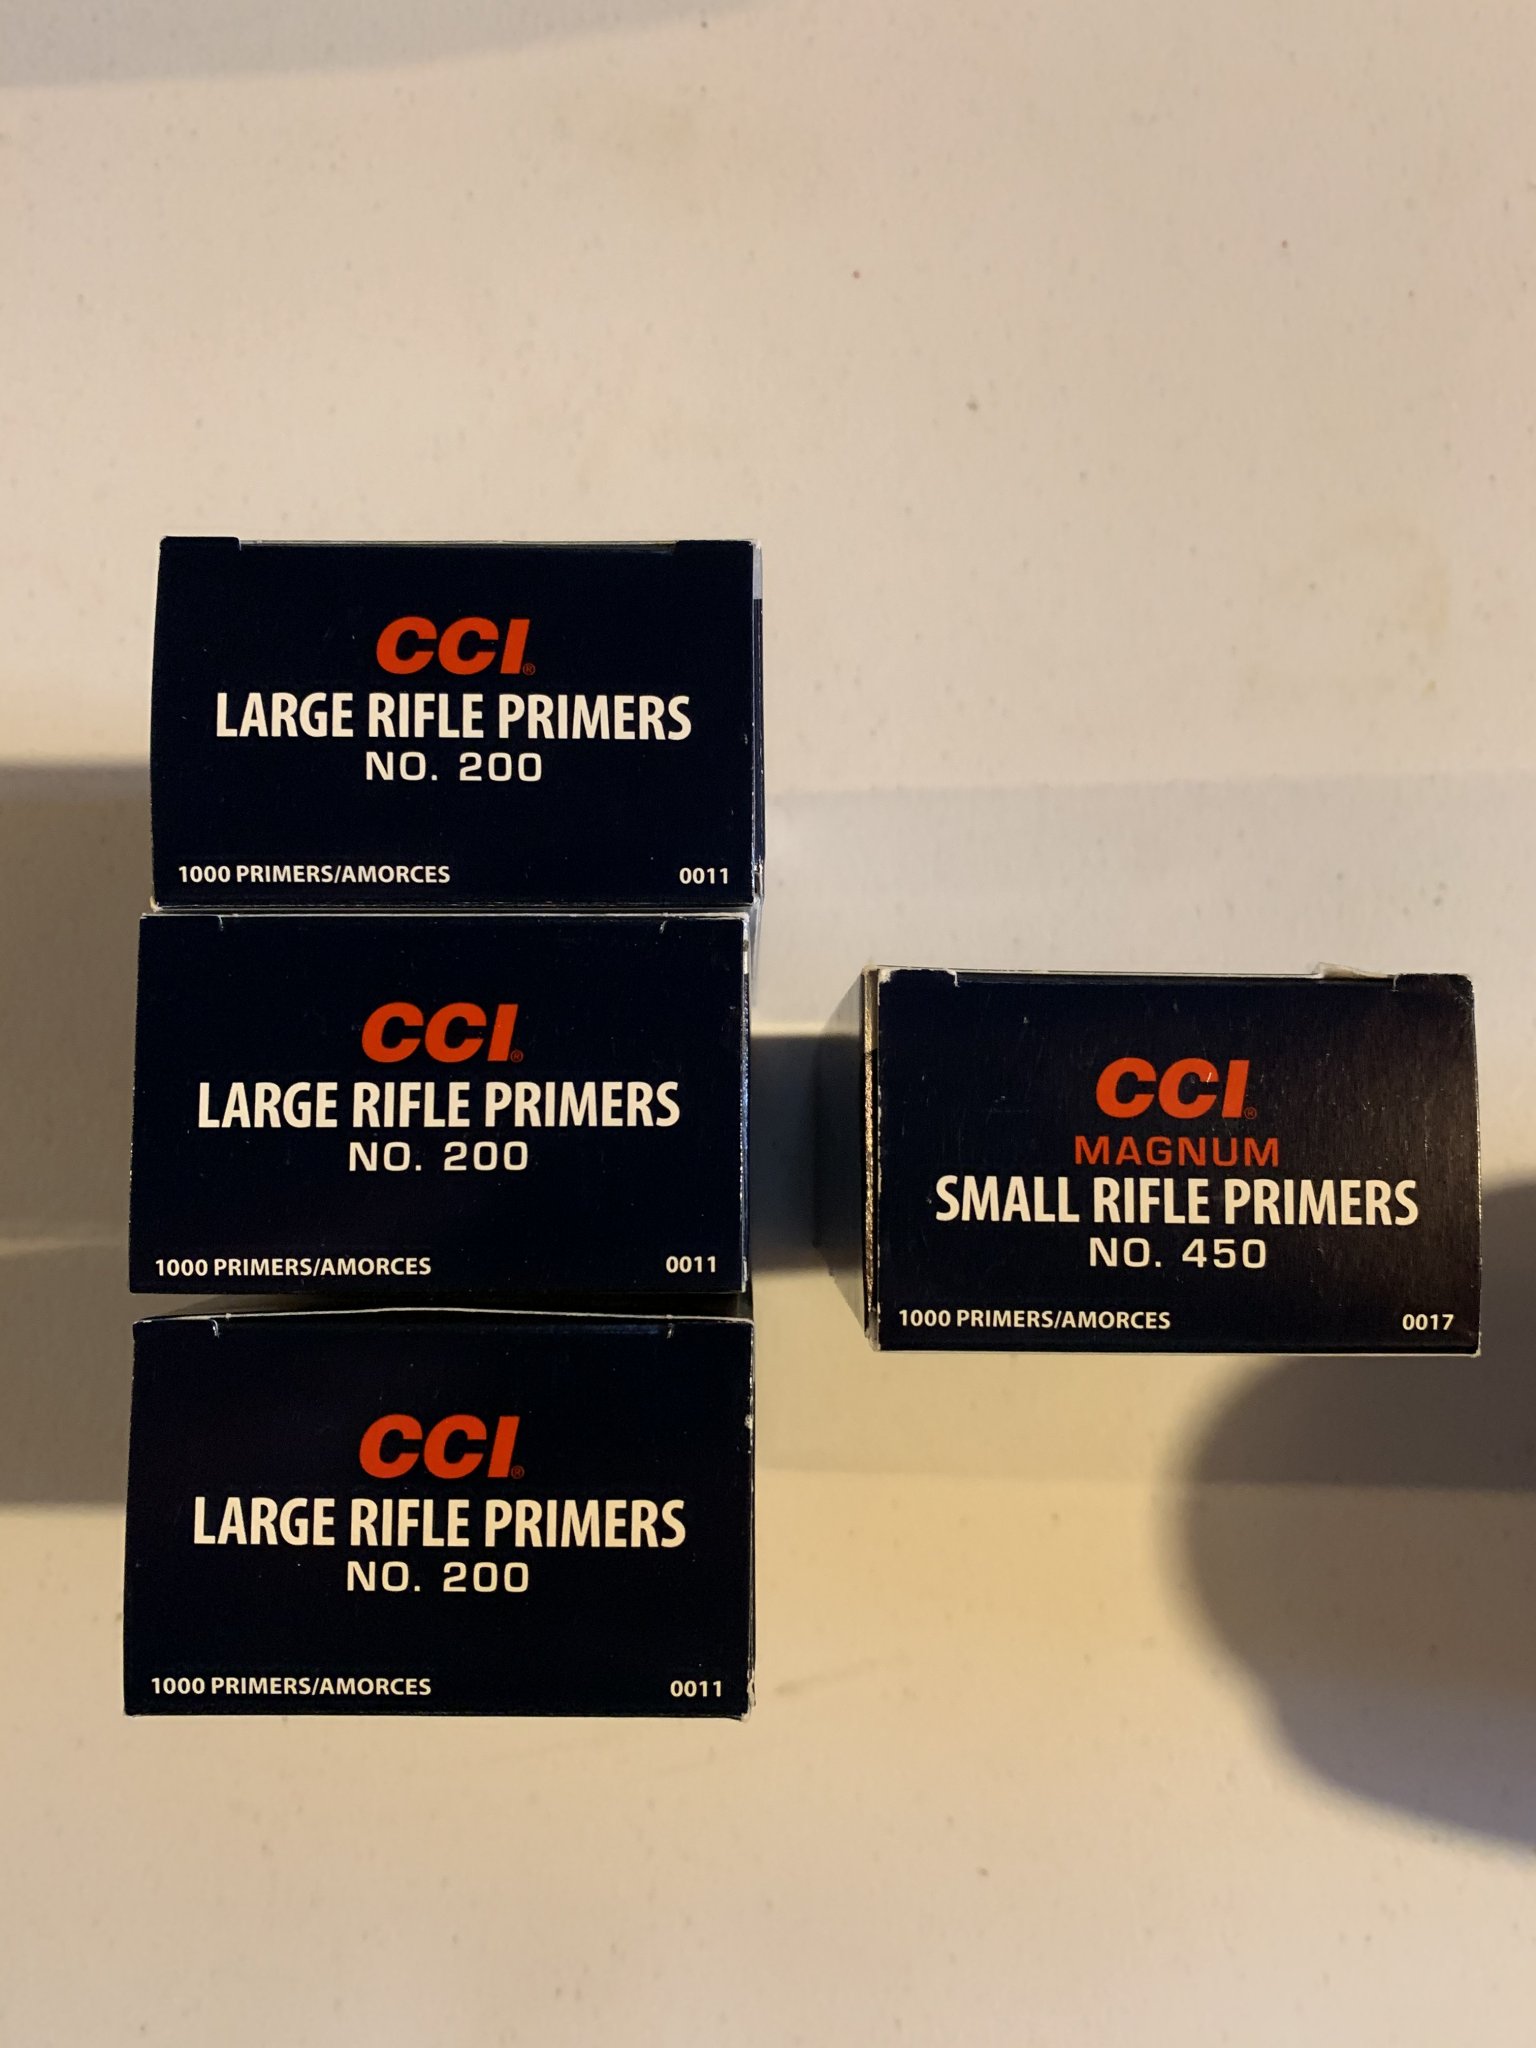 CCI®
LARGE RIFLE PRIMERS
NO. 200
1000 PRIMERS/AMORCES 0011
CCI®
LARGE RIFLE PRIMERS
NO. 200
1000 PRIMERS/AMORCES 0011
CCI®
LARGE RIFLE PRIMERS
NO. 200
1000 PRIMERS/AMORCES 0011
CCI®
MAGNUM
SMALL RIFLE PRIMERS
NO. 450
1000 PRIMERS/AMORCES 0017